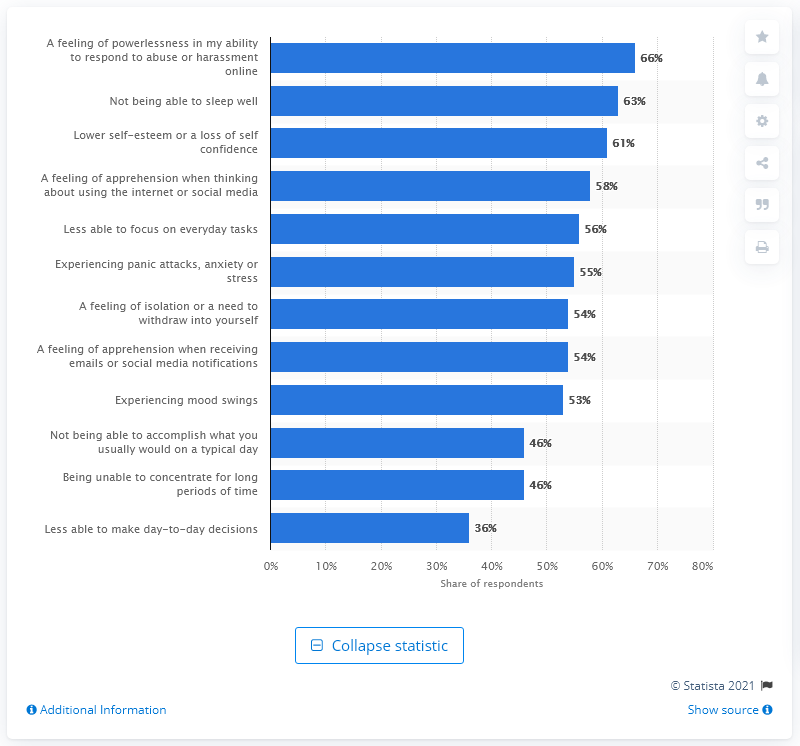 A feeling of powerlessness in my ability
to respond to abuse or harassment
online
66%
Not being able to sleep well
63%
Lower self-esteem or a loss of self
confidence
61%
A feeling of apprehension when thinking
about using the internet or social media
58%
Less able to focus on everyday tasks
56%
Experiencing panic attacks, anxiety or
stress
55%
A feeling of isolation or a need to
withdraw into yourself
54%
A feeling of apprehension when receiving
emails or social media notifications
54%
Experiencing mood swings
53%
Not being able to accomplish what you
usually would on a typical day
46%
Being unable to concentrate for long
periods of time
46%
Less able to make day-to-day decisions
36%
0% 10% 20% 30% 40% 50% 60% 70% 80%
Share of respondents
Collapse statistic
© Statista 2021
Additional Information
Show source